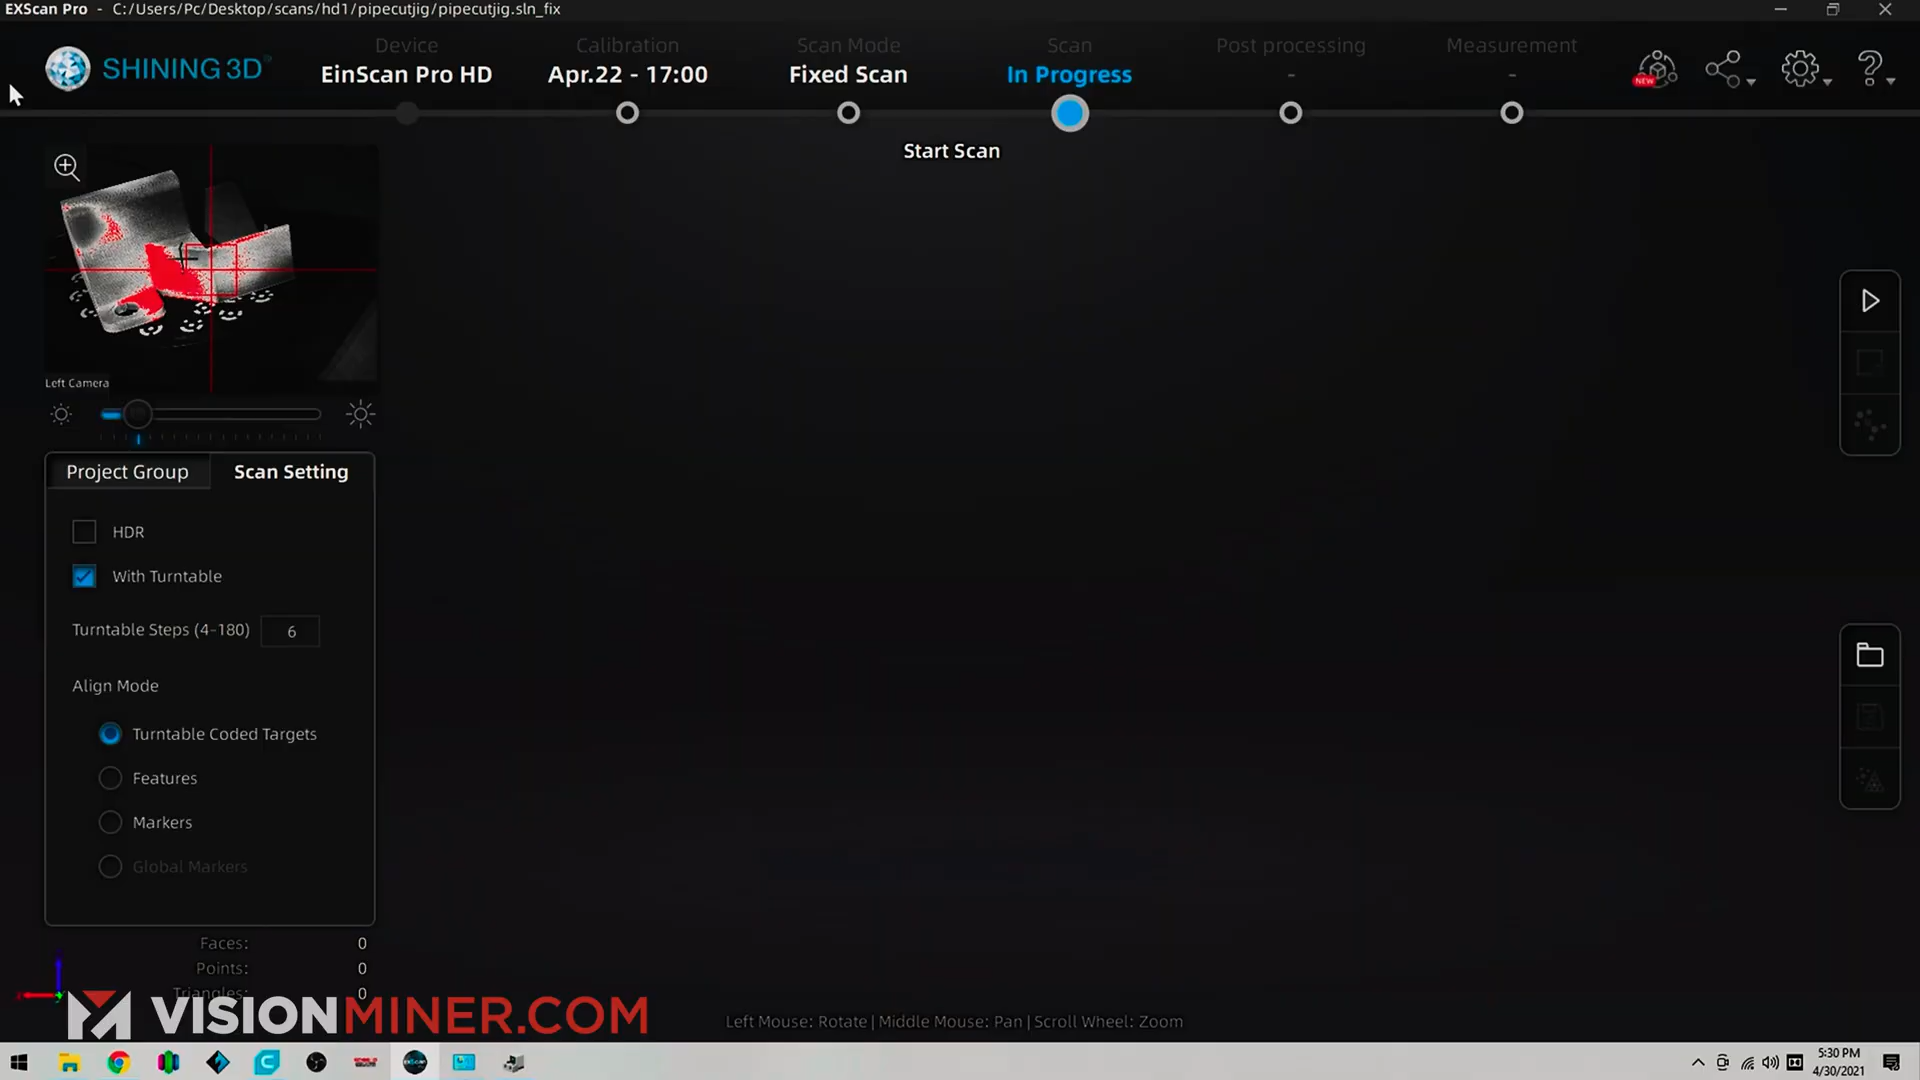 EXScan Pro - C:/Users/Pc/Desktop/scans/hd1/pipecutjig/pipecutjig.sln_fix
SHINING 3D®
Device
EinScan Pro HD
Calibration
Apr.22 - 17:00
Scan Mode
Fixed Scan
Scan
In Progress
Post processing
-
Measurement
-
NEW
Start Scan
Left Camera
Project Group
Scan Setting
HDR
With Turntable
Turntable Steps (4-180) 6
Align Mode
Turntable Coded Targets
Features
Markers
Global Markers
Faces: 0
Points: 0
Triangles: 0
VISIONMINER.COM
Left Mouse: Rotate | Middle Mouse: Pan | Scroll Wheel: Zoom
5:30 PM
4/30/2021